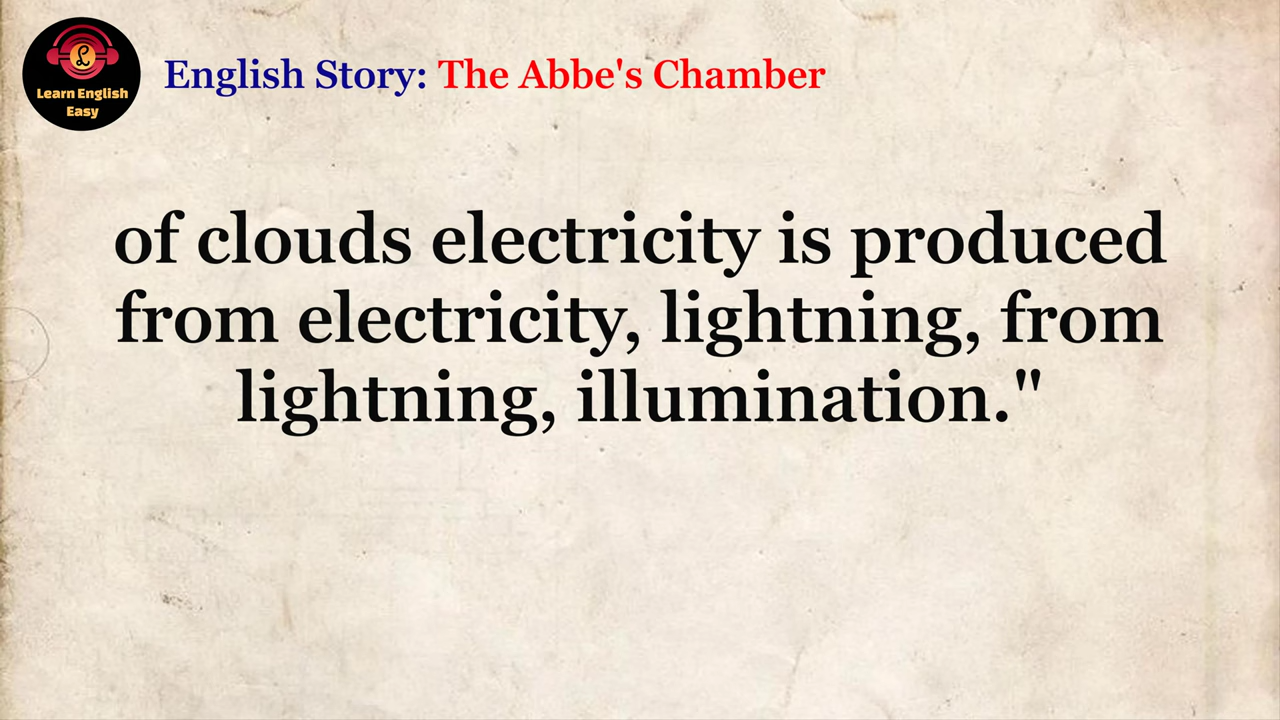 Learn English
Easy
English Story: The Abbe's Chamber
of clouds electricity is produced
from electricity, lightning, from
lightning, illumination."